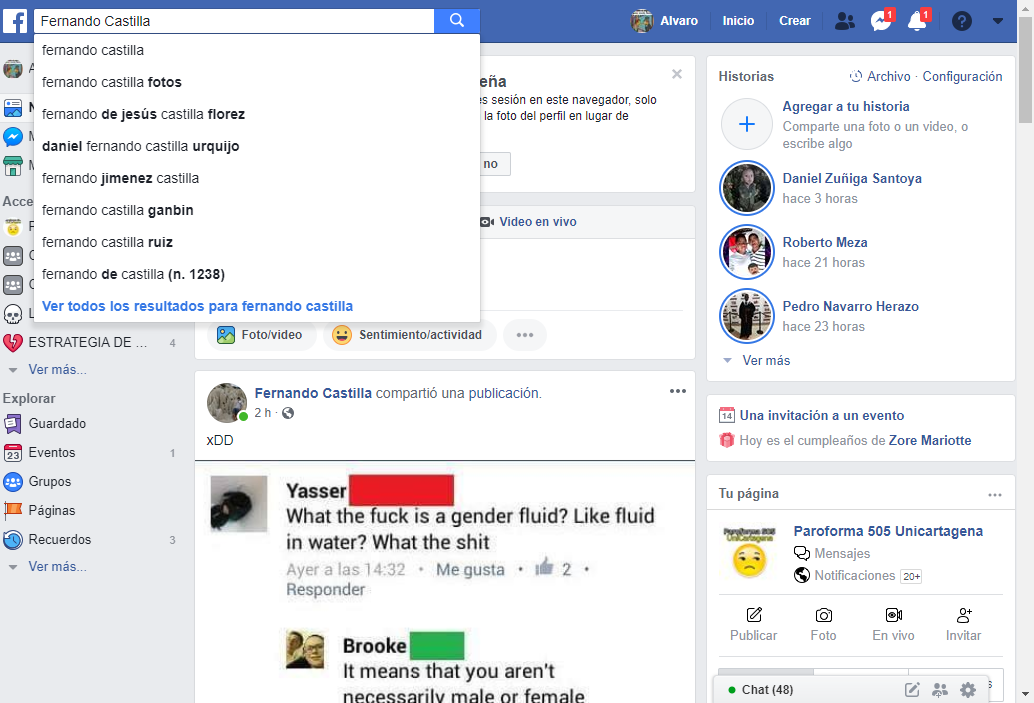 Fernando Castilla
Alvaro
Inicio
Crear
1
1
fernando castilla
fernando castilla fotos
fernando de jesús castilla florez
daniel fernando castilla urquijo
fernando jimenez castilla
fernando castilla ganbin
fernando castilla ruiz
fernando de castilla (n. 1238)
Ver todos los resultados para fernando castilla
Acce
ESTRATEGIA DE ... 4
Ver más...
Explorar
Guardado
Eventos 1
Grupos
Páginas
Recuerdos 3
Ver más...
eña
es sesión en este navegador, solo
la foto del perfil en lugar de
no
Video en vivo
Foto/video
Sentimiento/actividad
Fernando Castilla compartió una publicación.
2 h ·
xDD
Yasser
What the fuck is a gender fluid? Like fluid
in water? What the shit
Ayer a las 14:32 • Me gusta • 2 •
Responder
Brooke
It means that you aren't
necessarily male or female
Historias
Archivo · Configuración
Agregar a tu historia
Comparte una foto o un video, o
escribe algo
Daniel Zuñiga Santoya
hace 3 horas
Roberto Meza
hace 21 horas
Pedro Navarro Herazo
hace 23 horas
Ver más
14 Una invitación a un evento
Hoy es el cumpleaños de Zore Mariotte
Tu página
Paroforma 505
UniCartagena
Paroforma 505 Unicartagena
Mensajes
Notificaciones 20+
Publicar
Foto
En vivo
Invitar
Chat (48)